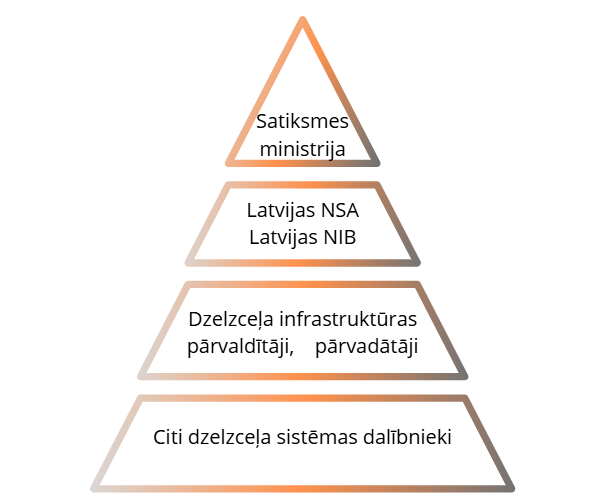 Satiksmes
ministrija
Latvijas NSA
Latvijas NIB
Dzelzceļa infrastruktūras
pārvaldītāji, pārvadātāji
Citi dzelzceļa sistēmas dalībnieki